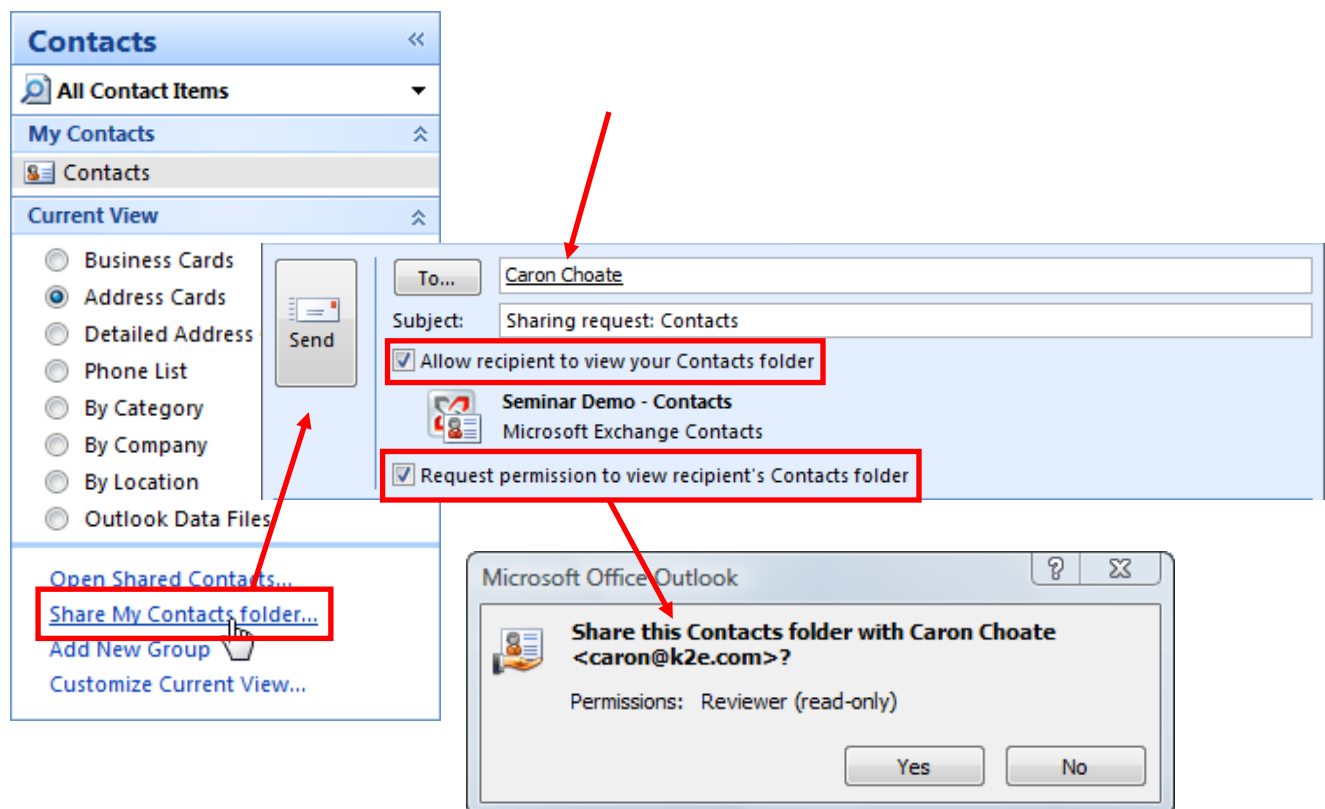 Contacts
All Contact Items
My Contacts
Contacts
Current View
Business Cards
Address Cards
Detailed Address
Phone List
By Category
By Company
By Location
Outlook Data Files
Open Shared Contacts...
Share My Contacts folder...
Add New Group
Customize Current View...
Send
To...
Caron Choate
Subject:
Sharing request: Contacts
Allow recipient to view your Contacts folder
Seminar Demo - Contacts
Microsoft Exchange Contacts
Request permission to view recipient's Contacts folder
Microsoft Office Outlook
Share this Contacts folder with Caron Choate
<caron@k2e.com>?
Permissions: Reviewer (read-only)
Yes
No